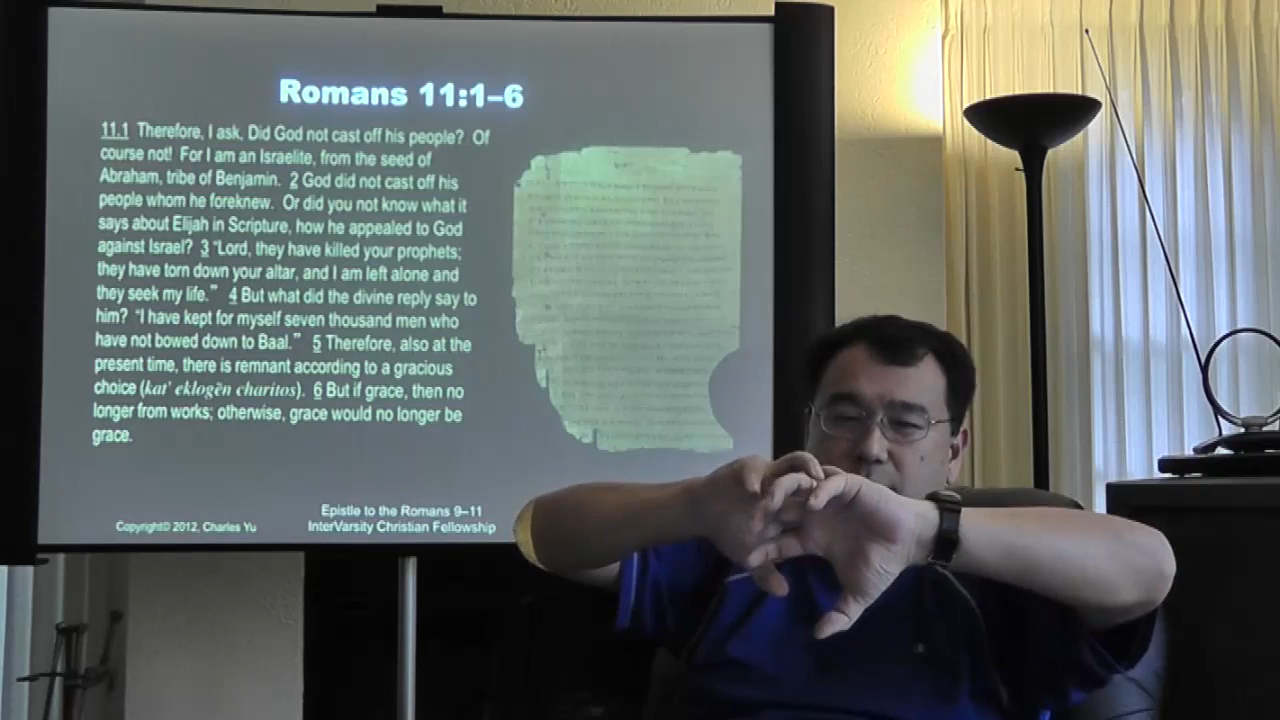 Romans 11:1–6
11.1 Therefore, I ask, Did God not cast off his people? Of
course not! For I am an Israelite, from the seed of
Abraham, tribe of Benjamin. 2 God did not cast off his
people whom he foreknew. Or did you not know what it
says about Elijah in Scripture, how he appealed to God
against Israel? 3 “Lord, they have killed your prophets;
they have torn down your altar, and I am left alone and
they seek my life.” 4 But what did the divine reply say to
him? “I have kept for myself seven thousand men who
have not bowed down to Baal.” 5 Therefore, also at the
present time, there is remnant according to a gracious
choice (kat' eklogēn charitos). 6 But if grace, then no
longer from works; otherwise, grace would no longer be
grace.
Copyright© 2012, Charles Yu
Epistle to the Romans 9–11
InterVarsity Christian Fellowship